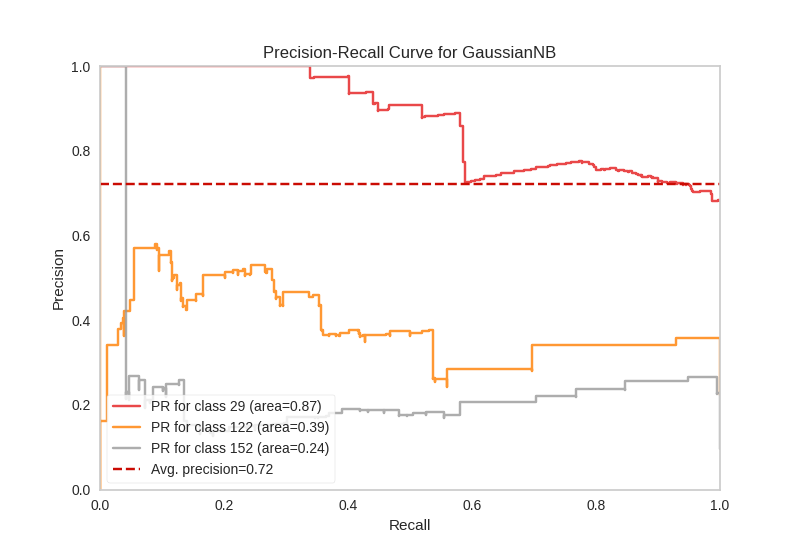 Precision-Recall Curve for GaussianNB
1.0
0.8
0.6
0.4
0.2
0.0
Precision
PR for class 29 (area=0.87)
PR for class 122 (area=0.39)
PR for class 152 (area=0.24)
Avg. precision=0.72
0.0 0.2 0.4 0.6 0.8 1.0
Recall